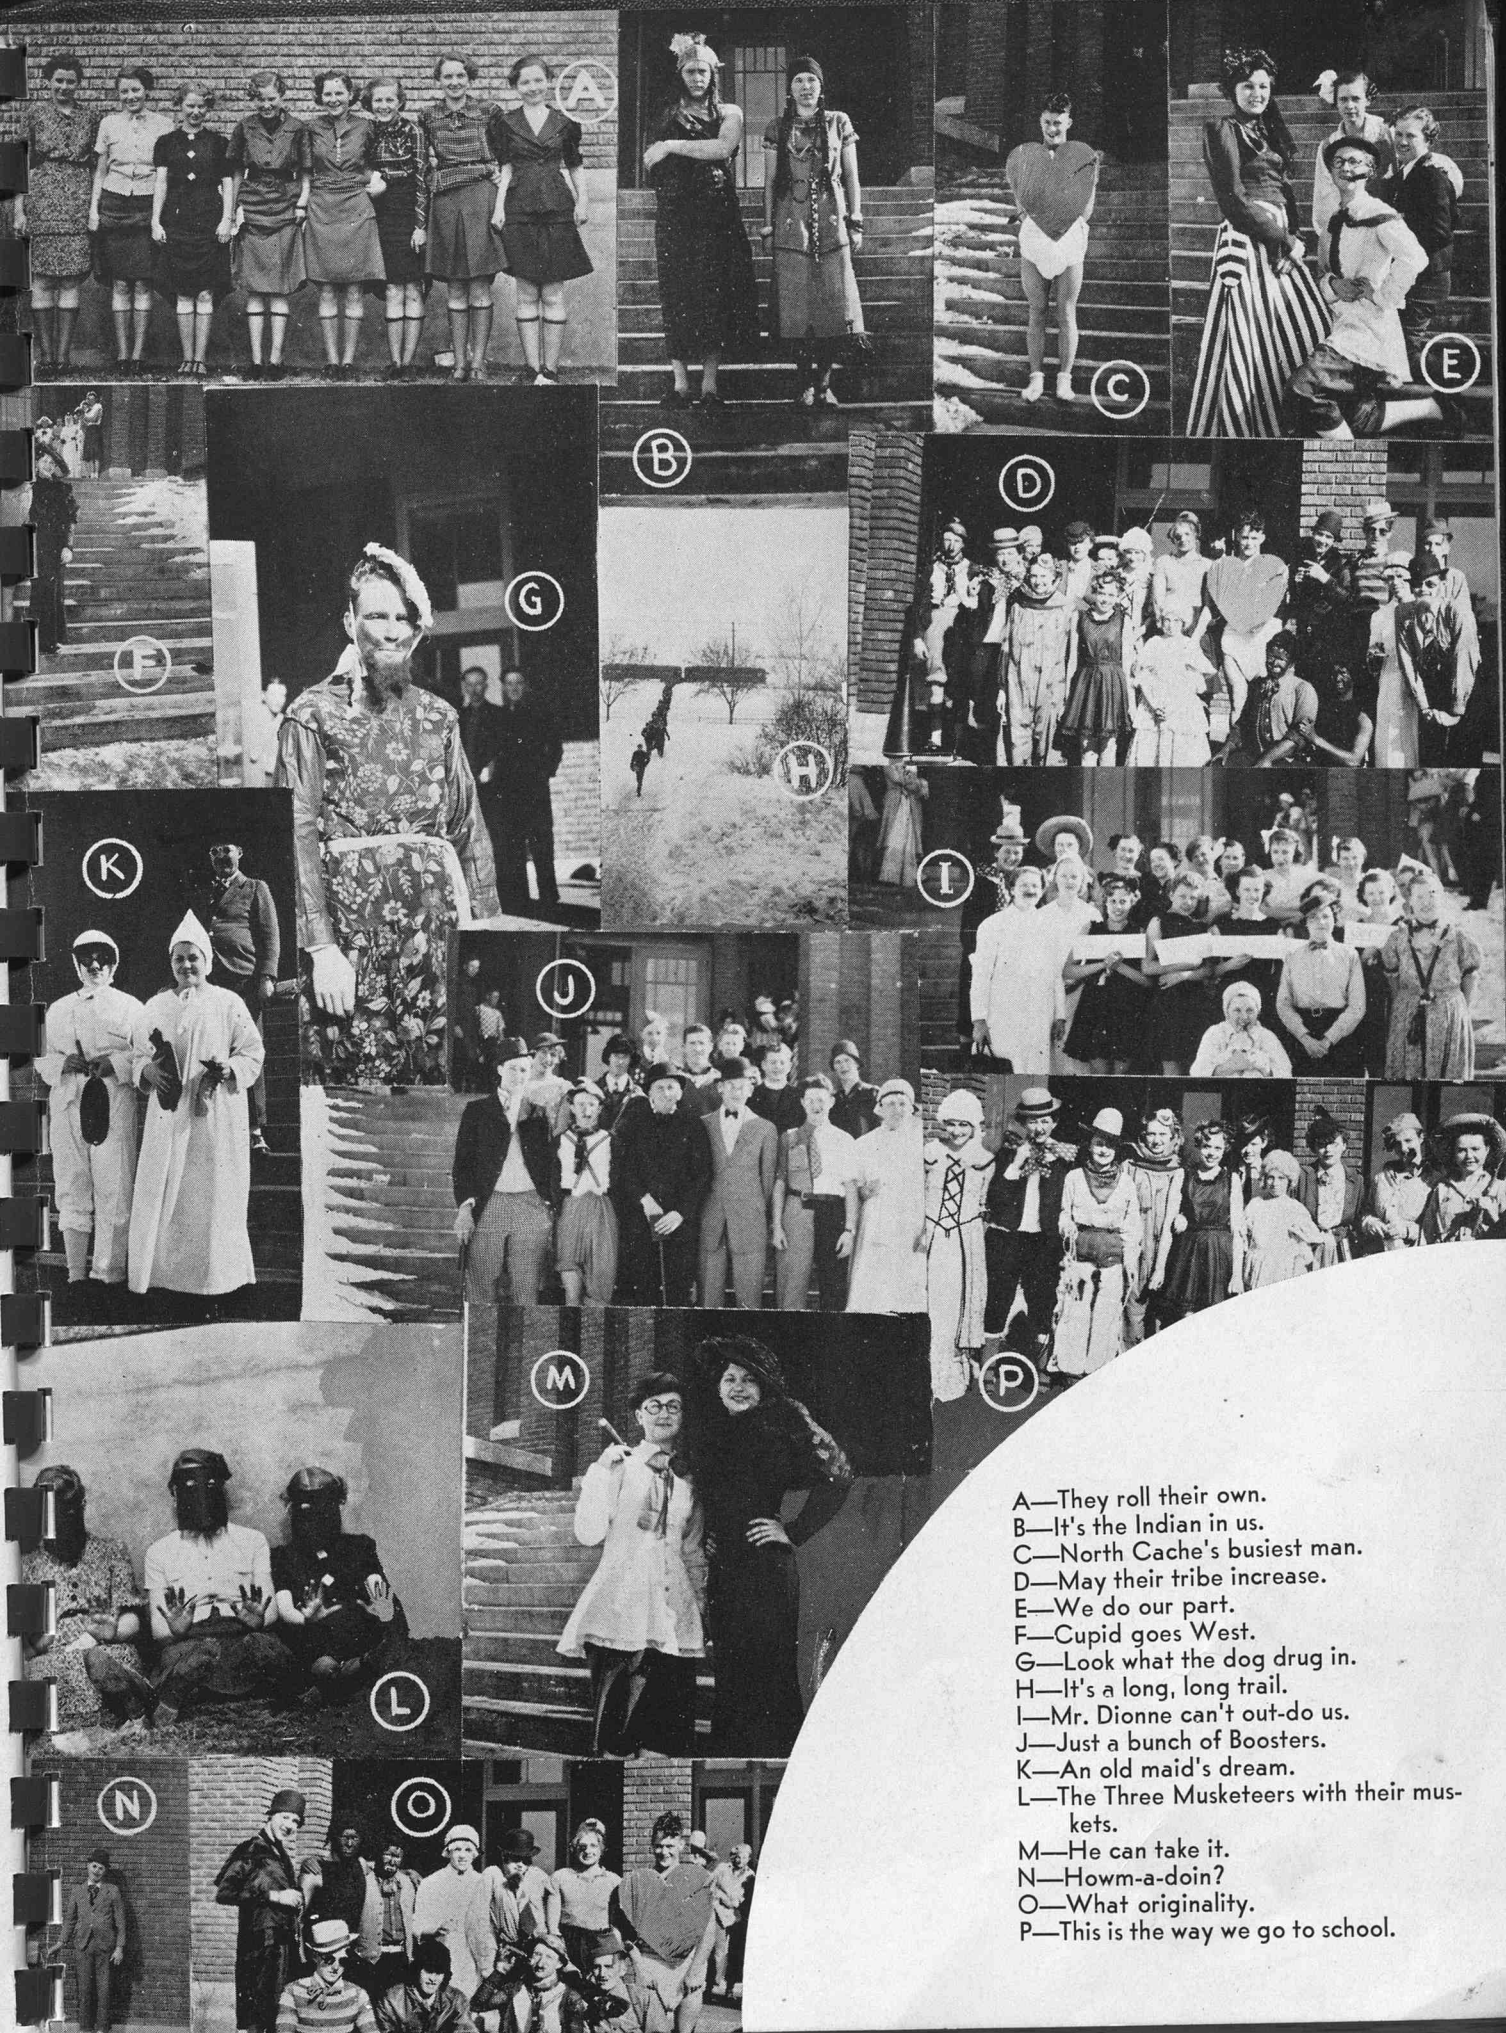 A
B
C
E
D
F
G
H
K
I
J
P
M
L
N
O
A—They roll their own.
B—It's the Indian in us.
C—North Cache's busiest man.
D—May their tribe increase.
E—We do our part.
F—Cupid goes West.
G—Look what the dog drug in.
H—It's a long, long trail.
I—Mr. Dionne can't out-do us.
J—Just a bunch of Boosters.
K—An old maid's dream.
L—The Three Musketeers with their mus-
kets.
M—He can take it.
N—Howm-a-doin?
O—What originality.
P—This is the way we go to school.